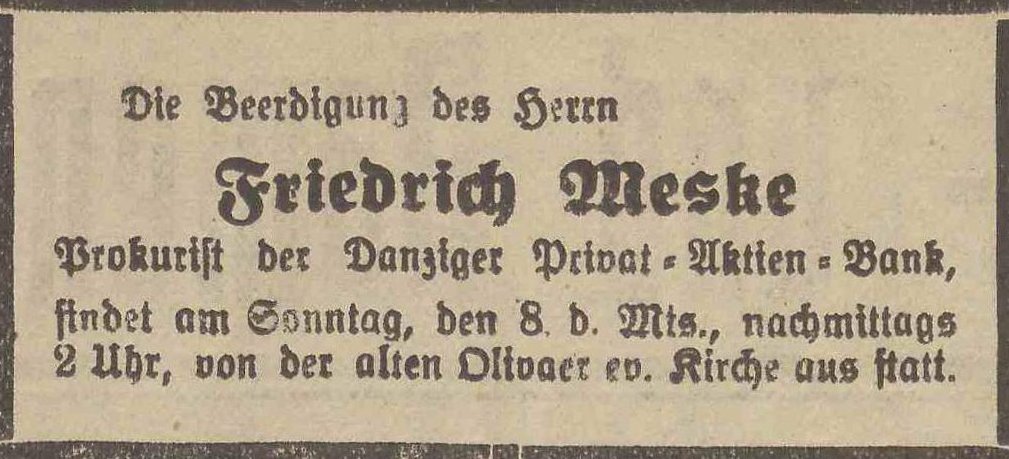 Die Beerdigung des Herrn
Friedrich Meske
Prokurist der Danziger Privat-Aktien-Bank,
findet am Sonntag, den 8. d. Mts., nachmittags
2 Uhr, von der alten Olivaer ev. Kirche aus statt.